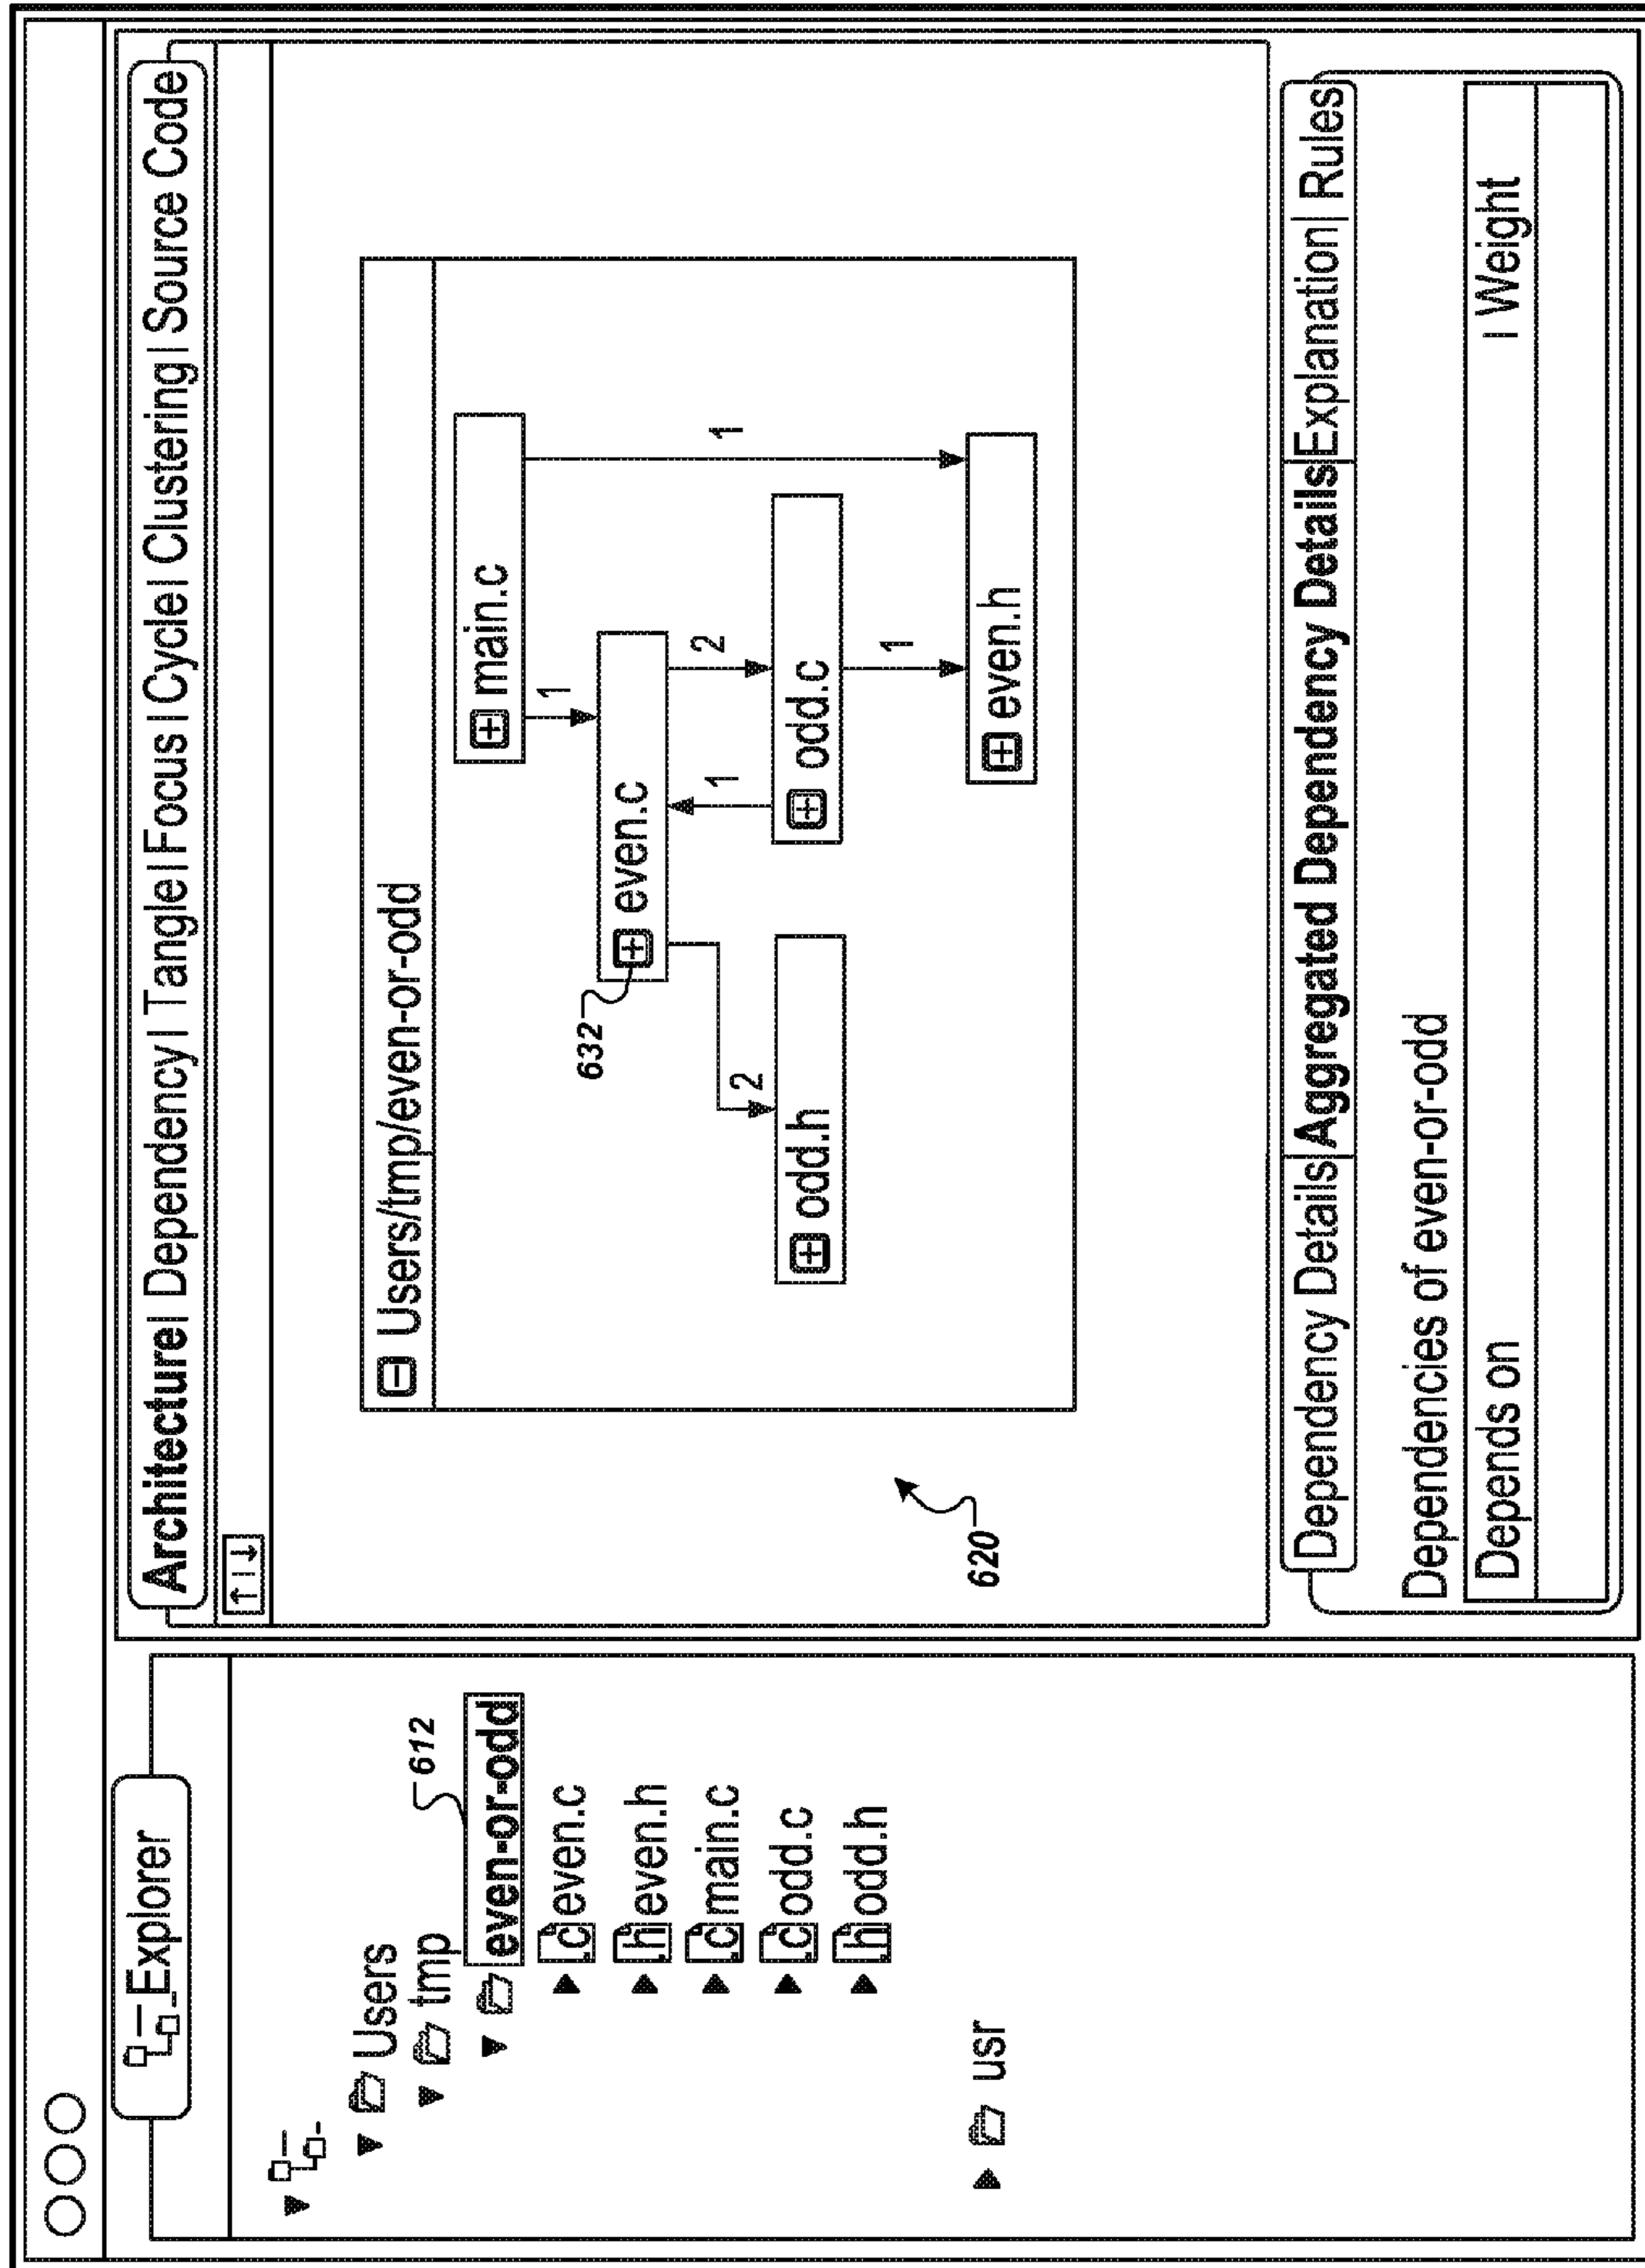 Explorer
Users
tmp
even-or-odd
612
.c even.c
.h even.h
.c main.c
.c odd.c
.h odd.h
usr
Architecture | Dependency | Tangle | Focus | Cycle | Clustering | Source Code
Users/tmp/even-or-odd
main.c
1
1
632
even.c
2
1
2
odd.h
odd.c
1
even.h
620
Dependency Details | Aggregated Dependency Details | Explanation | Rules
Dependencies of even-or-odd
Depends on | Weight